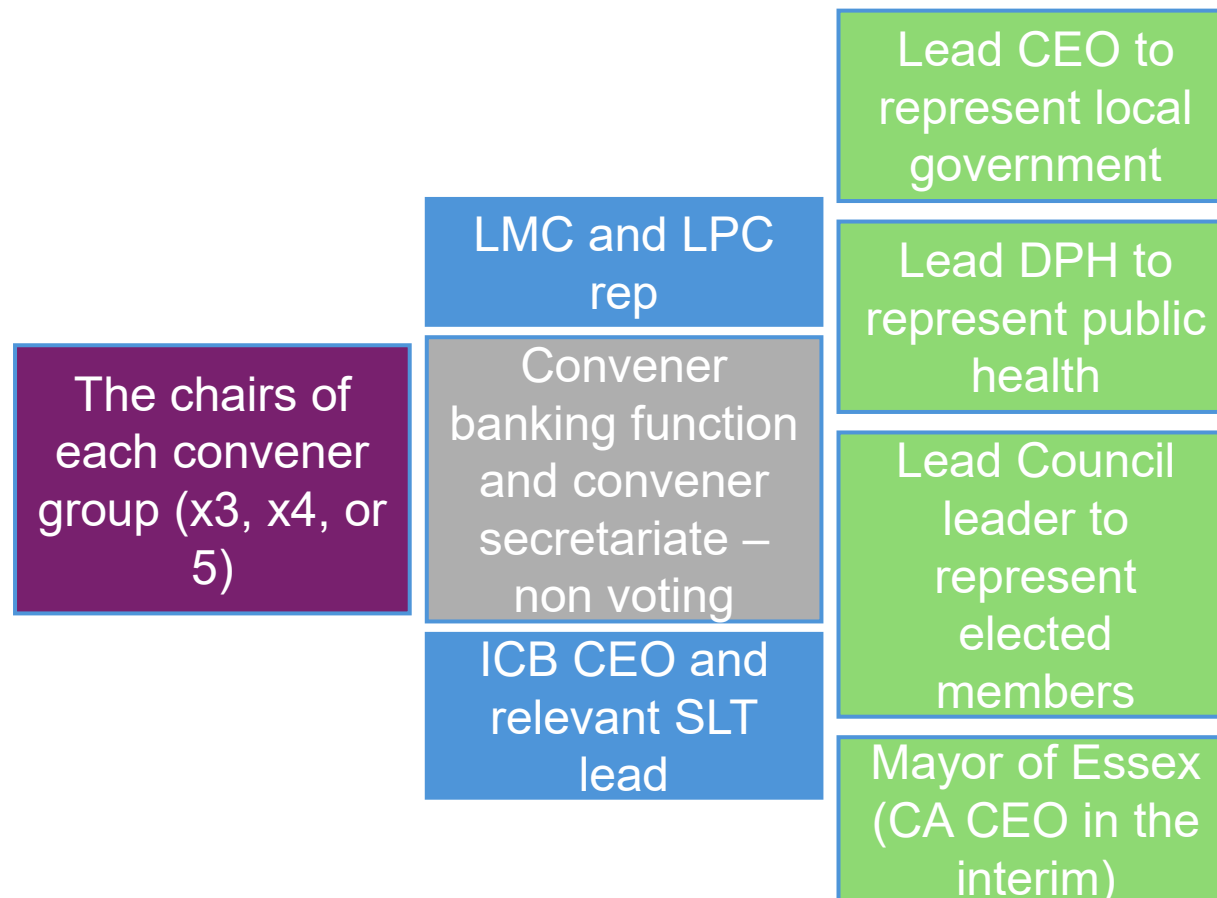 The chairs of
each convener
group (x3, x4, or
5)
LMC and LPC
rep
Convener
banking function
and convener
secretariate –
non voting
ICB CEO and
relevant SLT
lead
Lead CEO to
represent local
government
Lead DPH to
represent public
health
Lead Council
leader to
represent
elected
members
Mayor of Essex
(CA CEO in the
interim)